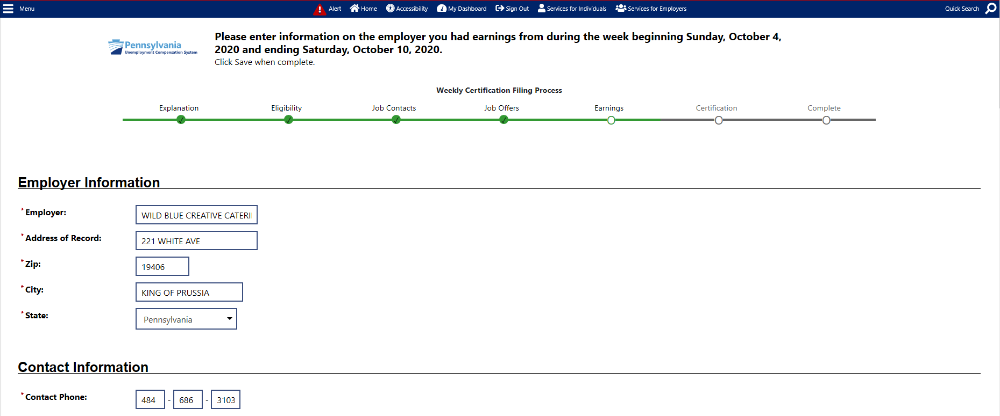 Menu
Alert
Home
Accessibility
My Dashboard
Sign Out
Services for Individuals
Services for Employers
Quick Search
Pennsylvania
Unemployment Compensation System
Please enter information on the employer you had earnings from during the week beginning Sunday, October 4,
2020 and ending Saturday, October 10, 2020.
Click Save when complete.
Weekly Certification Filing Process
Explanation
Eligibility
Job Contacts
Job Offers
Earnings
Certification
Complete
Employer Information
* Employer: WILD BLUE CREATIVE CATERI
* Address of Record: 221 WHITE AVE
* Zip: 19406
* City: KING OF PRUSSIA
* State: Pennsylvania
Contact Information
* Contact Phone: 484 - 686 - 3103